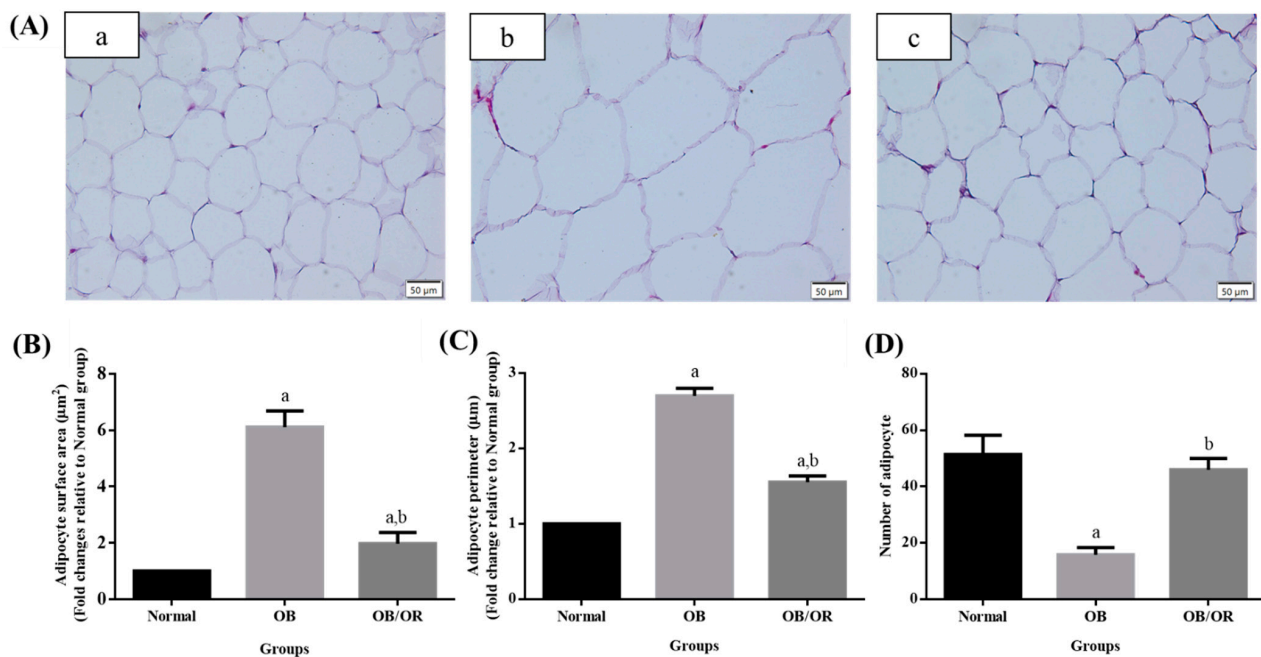 (A)
a
b
c
50 µm
50 µm
50 µm
(B)
Adipocyte surface area (µm²)
(Fold changes relative to Normal group)
8
6
4
2
0
Normal
OB
OB/OR
a
a,b
Groups
(C)
Adipocyte perimeter (µm)
(Fold change relative to Normal group)
3
2
1
0
Normal
OB
OB/OR
a
a,b
Groups
(D)
Number of adipocyte
80
60
40
20
0
Normal
OB
OB/OR
a
b
Groups